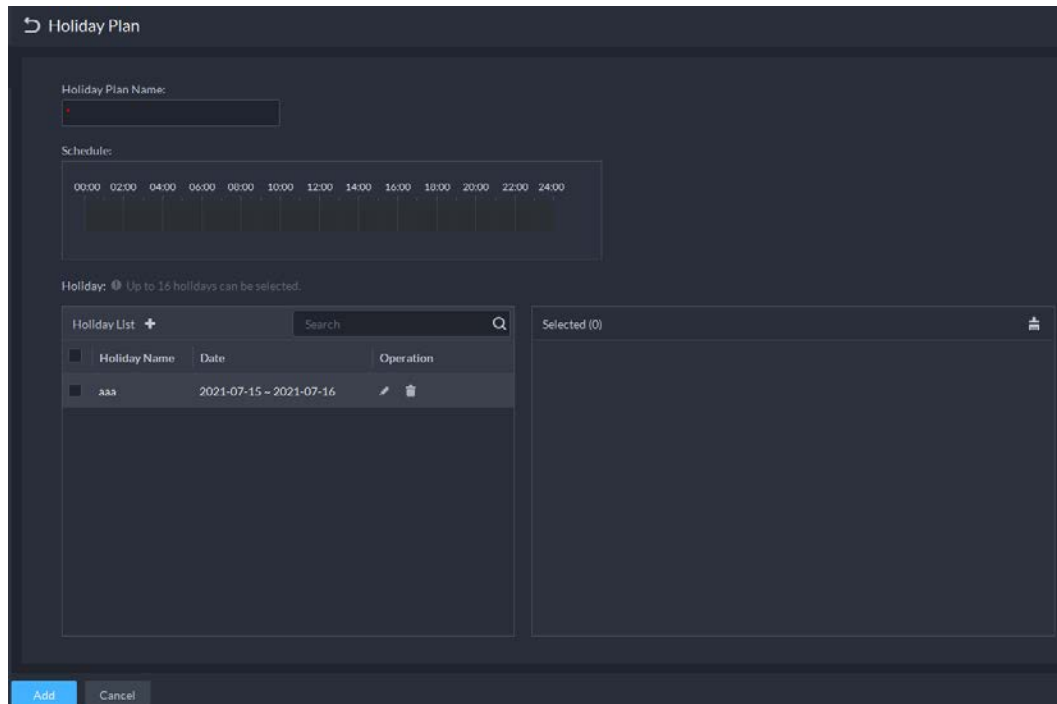 Holiday Plan
Holiday Plan Name:
*
Schedule:
00:00 02:00 04:00 06:00 08:00 10:00 12:00 14:00 16:00 18:00 20:00 22:00 24:00
Holiday: Up to 16 holidays can be selected.
Holiday List Search Selected (0)
Holiday Name Date Operation
aaa 2021-07-15 ~ 2021-07-16
Add Cancel